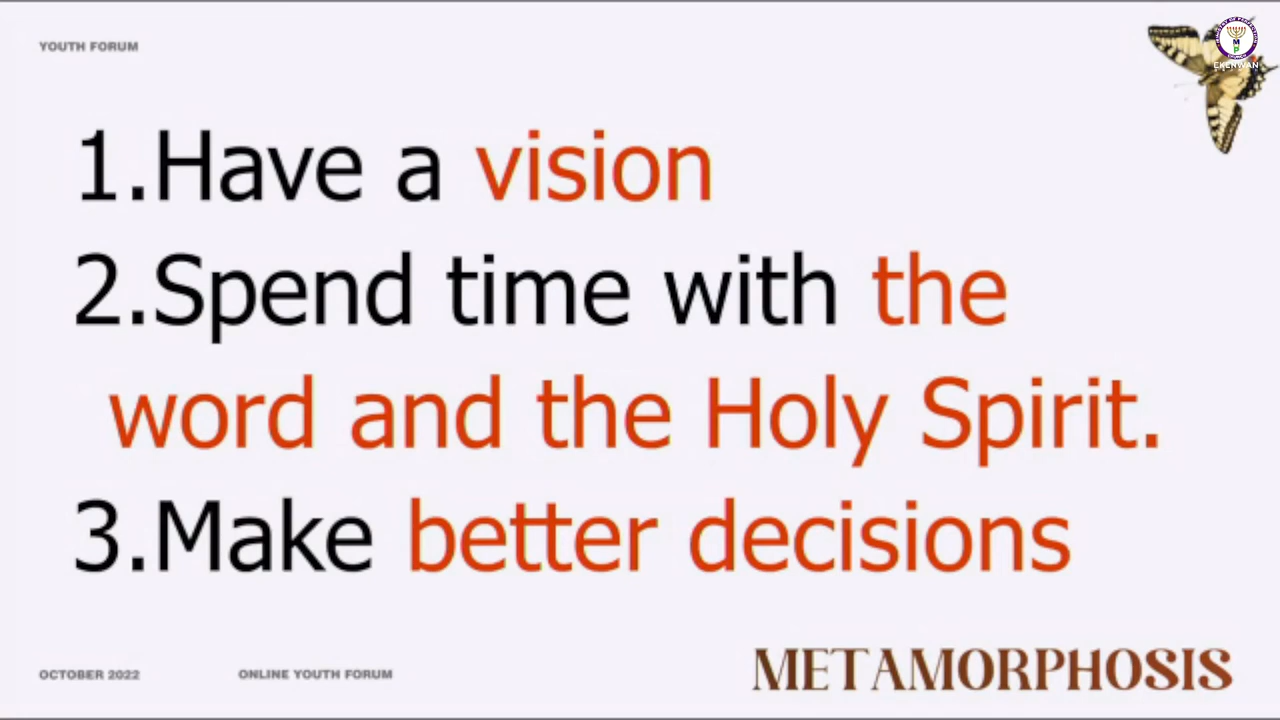 YOUTH FORUM
EKENWAN
1.Have a vision
2.Spend time with the
word and the Holy Spirit.
3.Make better decisions
OCTOBER 2022
ONLINE YOUTH FORUM
METAMORPHOSIS